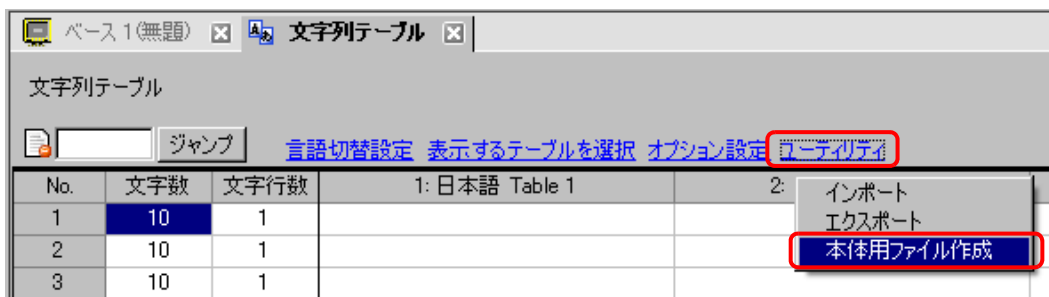 ベース1(無題) 文字列テーブル
文字列テーブル
ジャンプ 言語切替設定 表示するテーブルを選択 オプション設定 ユーティリティ
No. 文字数 文字行数 1: 日本語 Table 1 2:
インポート
1 10 1
エクスポート
2 10 1 本体用ファイル作成
3 10 1